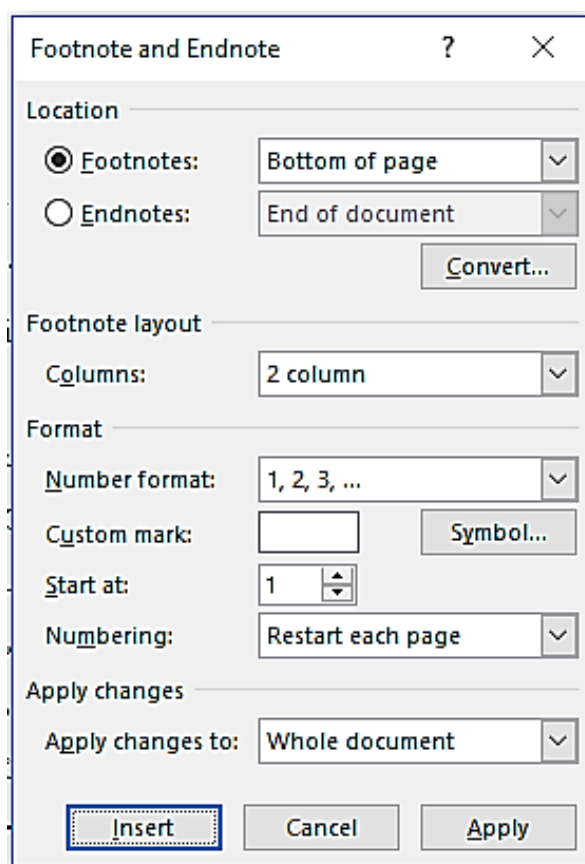 Footnote and Endnote ?
Location
Footnotes: Bottom of page
Endnotes: End of document
Convert...
Footnote layout
Columns: 2 column
Format
Number format: 1, 2, 3, ...
Custom mark: Symbol...
Start at: 1
Numbering: Restart each page
Apply changes
Apply changes to: Whole document
Insert Cancel Apply